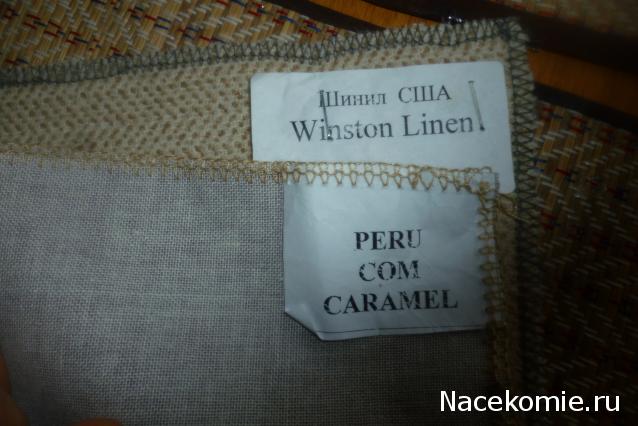 Шинил США
Winston Linen
PERU
COM
CARAMEL
Nacekomie.ru